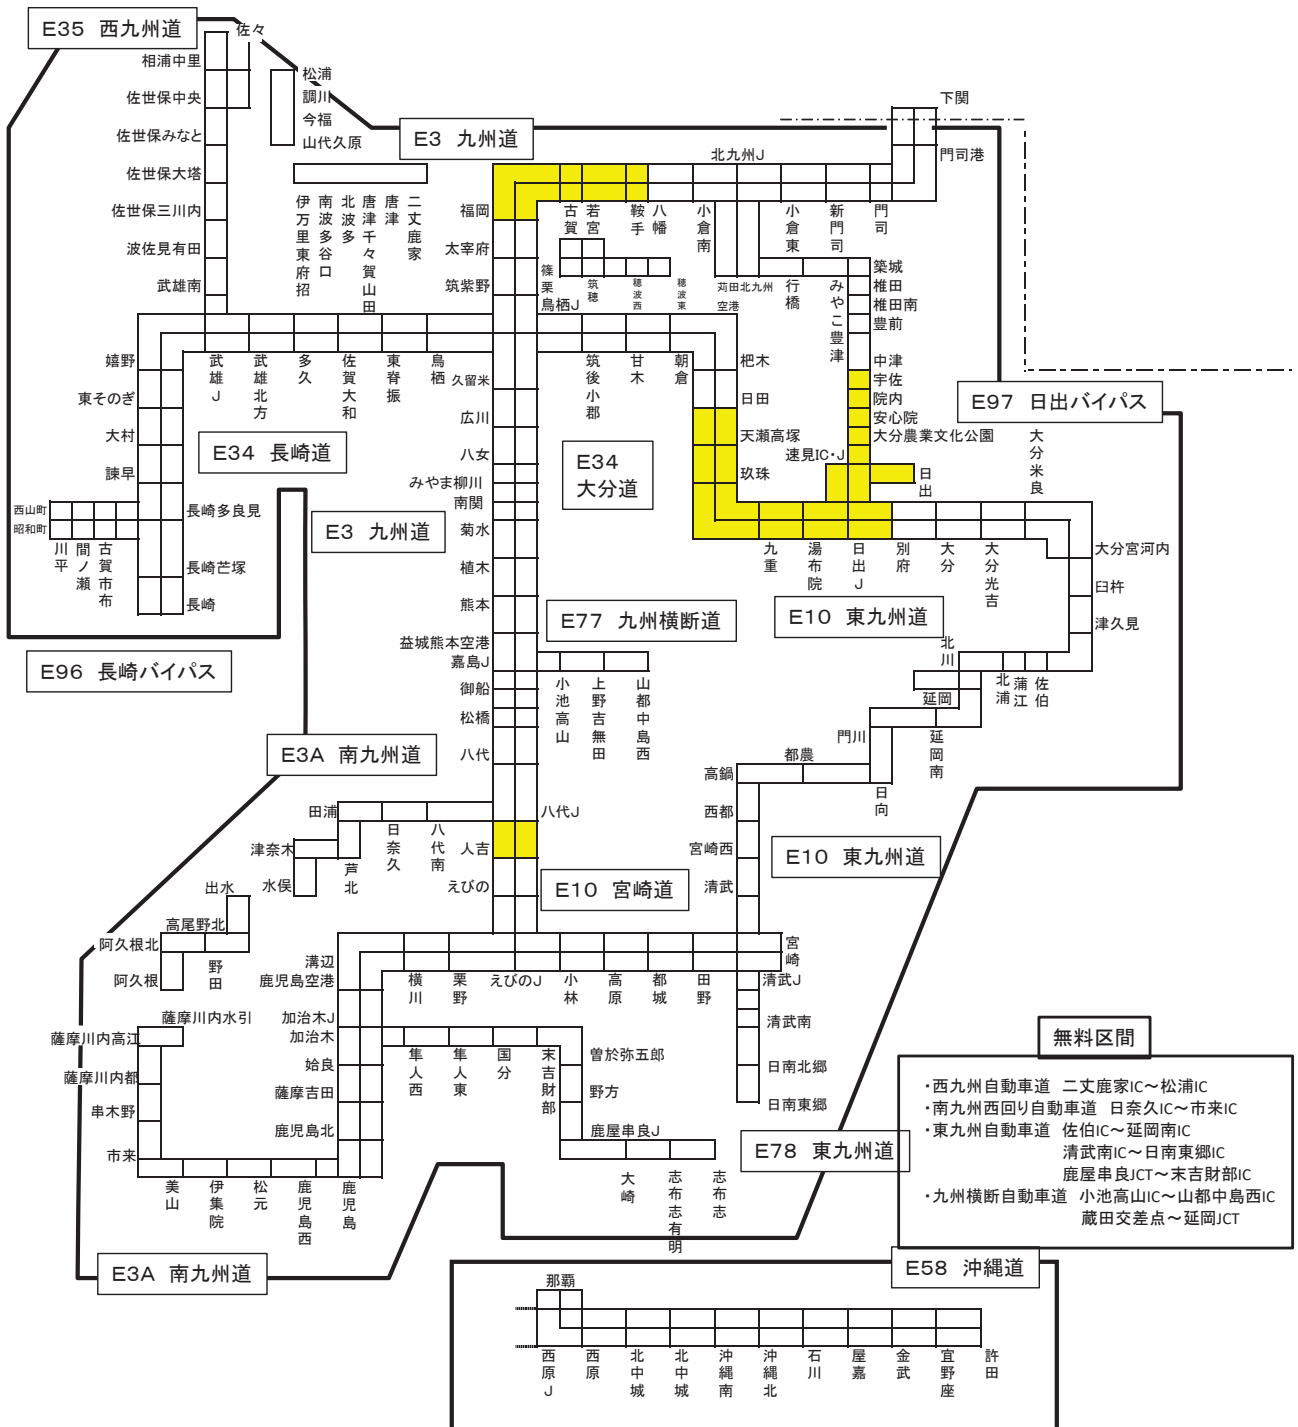 E35 西九州道
佐々
相浦中里
佐世保中央
佐世保みなと
佐世保大塔
佐世保三川内
波佐見有田
武雄南
松浦
調川
今福
山代久原
E3 九州道
伊万里東府招
南波多谷口
北波多
唐津千々賀山田
唐津
二丈鹿家
下関
門司港
北九州J
福岡
太宰府
筑紫野
古賀
若宮
鞍手
八幡
小倉南
小倉東
新門司
門司
篠栗
筑穂
穂波西
穂波東
鳥栖J
苅田北九州
空港
行橋
みやこ豊津
築城
椎田
椎田南
豊前
中津
宇佐
院内
安心院
大分農業文化公園
速見IC・J
日出
E97 日出バイパス
嬉野
東そのぎ
大村
諫早
武雄J
武雄北方
多久
佐賀大和
東脊振
鳥栖
久留米
広川
八女
みやま柳川
南関
菊水
植木
熊本
益城熊本空港
嘉島J
御船
松橋
八代
筑後小郡
甘木
朝倉
杷木
日田
天瀬高塚
玖珠
九重
湯布院
日出J
別府
大分
大分光吉
大分米良
大分宮河内
臼杵
津久見
E34 長崎道
E34
大分道
E3 九州道
西山町
昭和町
川平
間ノ瀬
古賀市布
長崎多良見
長崎芒塚
長崎
E96 長崎バイパス
E77 九州横断道
E10 東九州道
小池高山
上野吉無田
山都中島西
北川
北浦
蒲江
佐伯
延岡
延岡南
門川
日向
都農
高鍋
西都
宮崎西
清武
E3A 南九州道
田浦
日奈久
八代南
八代J
人吉
えびの
津奈木
水俣
芦北
出水
高尾野北
阿久根北
阿久根
野田
E10 宮崎道
E10 東九州道
溝辺
鹿児島空港
横川
栗野
えびのJ
小林
高原
都城
田野
宮崎
清武J
清武南
日南北郷
日南東郷
加治木J
加治木
姶良
薩摩吉田
鹿児島北
隼人西
隼人東
国分
末吉財部
曽於弥五郎
野方
鹿屋串良J
大崎
志布志有明
志布志
薩摩川内水引
薩摩川内高江
薩摩川内都
串木野
市来
美山
伊集院
松元
鹿児島西
鹿児島
E78 東九州道
無料区間
・西九州自動車道 二丈鹿家IC～松浦IC
・南九州西回り自動車道 日奈久IC～市来IC
・東九州自動車道 佐伯IC～延岡南IC
清武南IC～日南東郷IC
鹿屋串良JCT～末吉財部IC
・九州横断自動車道 小池高山IC～山都中島西IC
蔵田交差点～延岡JCT
E3A 南九州道
E58 沖縄道
那覇
西原J
西原
北中城
北中城
沖縄南
沖縄北
石川
屋嘉
金武
宜野座
許田